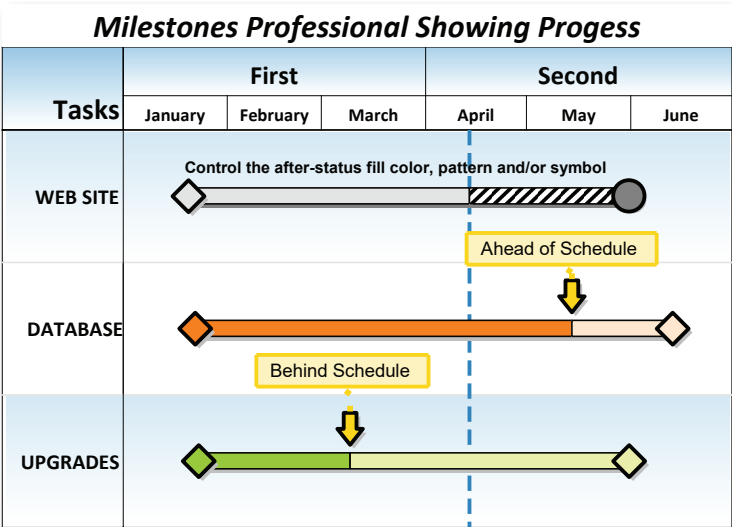 Milestones Professional Showing Progess
Tasks
First
Second
January
February
March
April
May
June
Control the after-status fill color, pattern and/or symbol
WEB SITE
Ahead of Schedule
DATABASE
Behind Schedule
UPGRADES